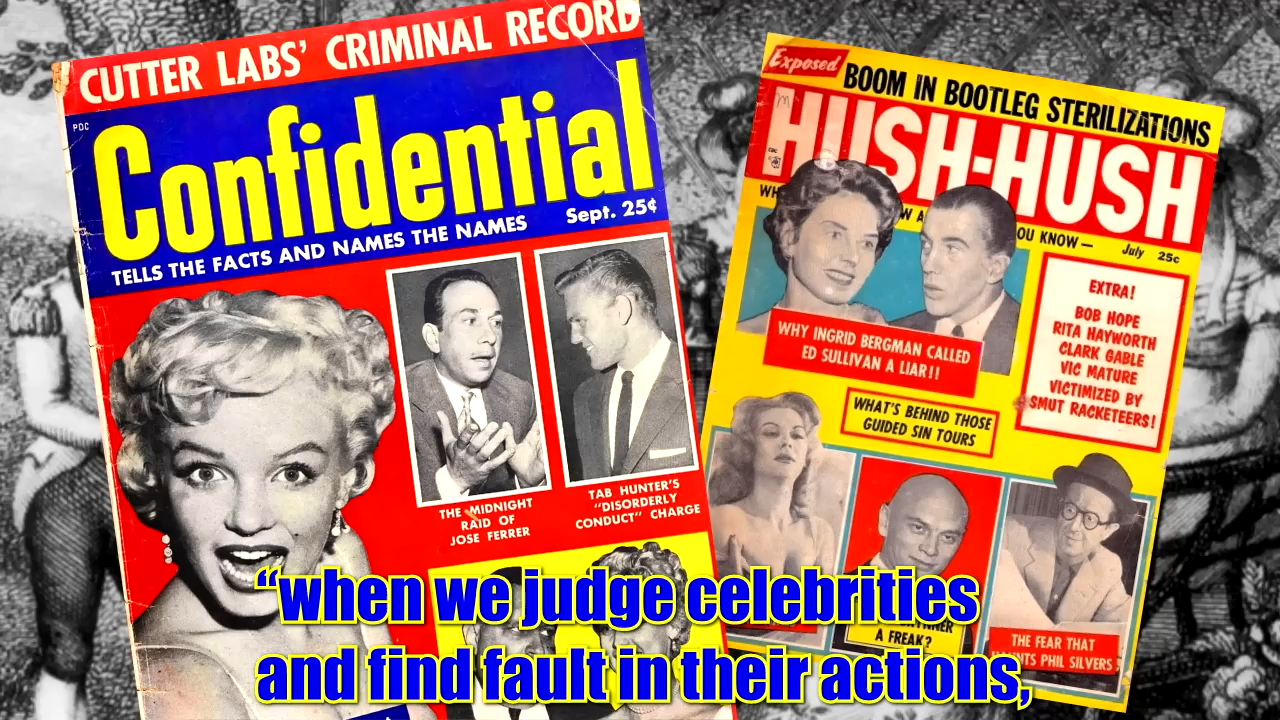 CUTTER LABS' CRIMINAL RECORD
PDC
Confidential
Sept. 25¢
TELLS THE FACTS AND NAMES THE NAMES
THE MIDNIGHT
RAID OF
JOSE FERRER
TAB HUNTER'S
"DISORDERLY
CONDUCT" CHARGE
Exposed
BOOM IN BOOTLEG STERILIZATIONS
HUSH-HUSH
YOU KNOW—
July 25c
EXTRA!
BOB HOPE
RITA HAYWORTH
CLARK GABLE
VIC MATURE
VICTIMIZED BY
SMUT RACKETEERS!
WHY INGRID BERGMAN CALLED
ED SULLIVAN A LIAR!!
WHAT'S BEHIND THOSE
GUIDED SIN TOURS
A FREAK?
THE FEAR THAT
PHIL SILVERS!
“when we judge celebrities
and find fault in their actions,